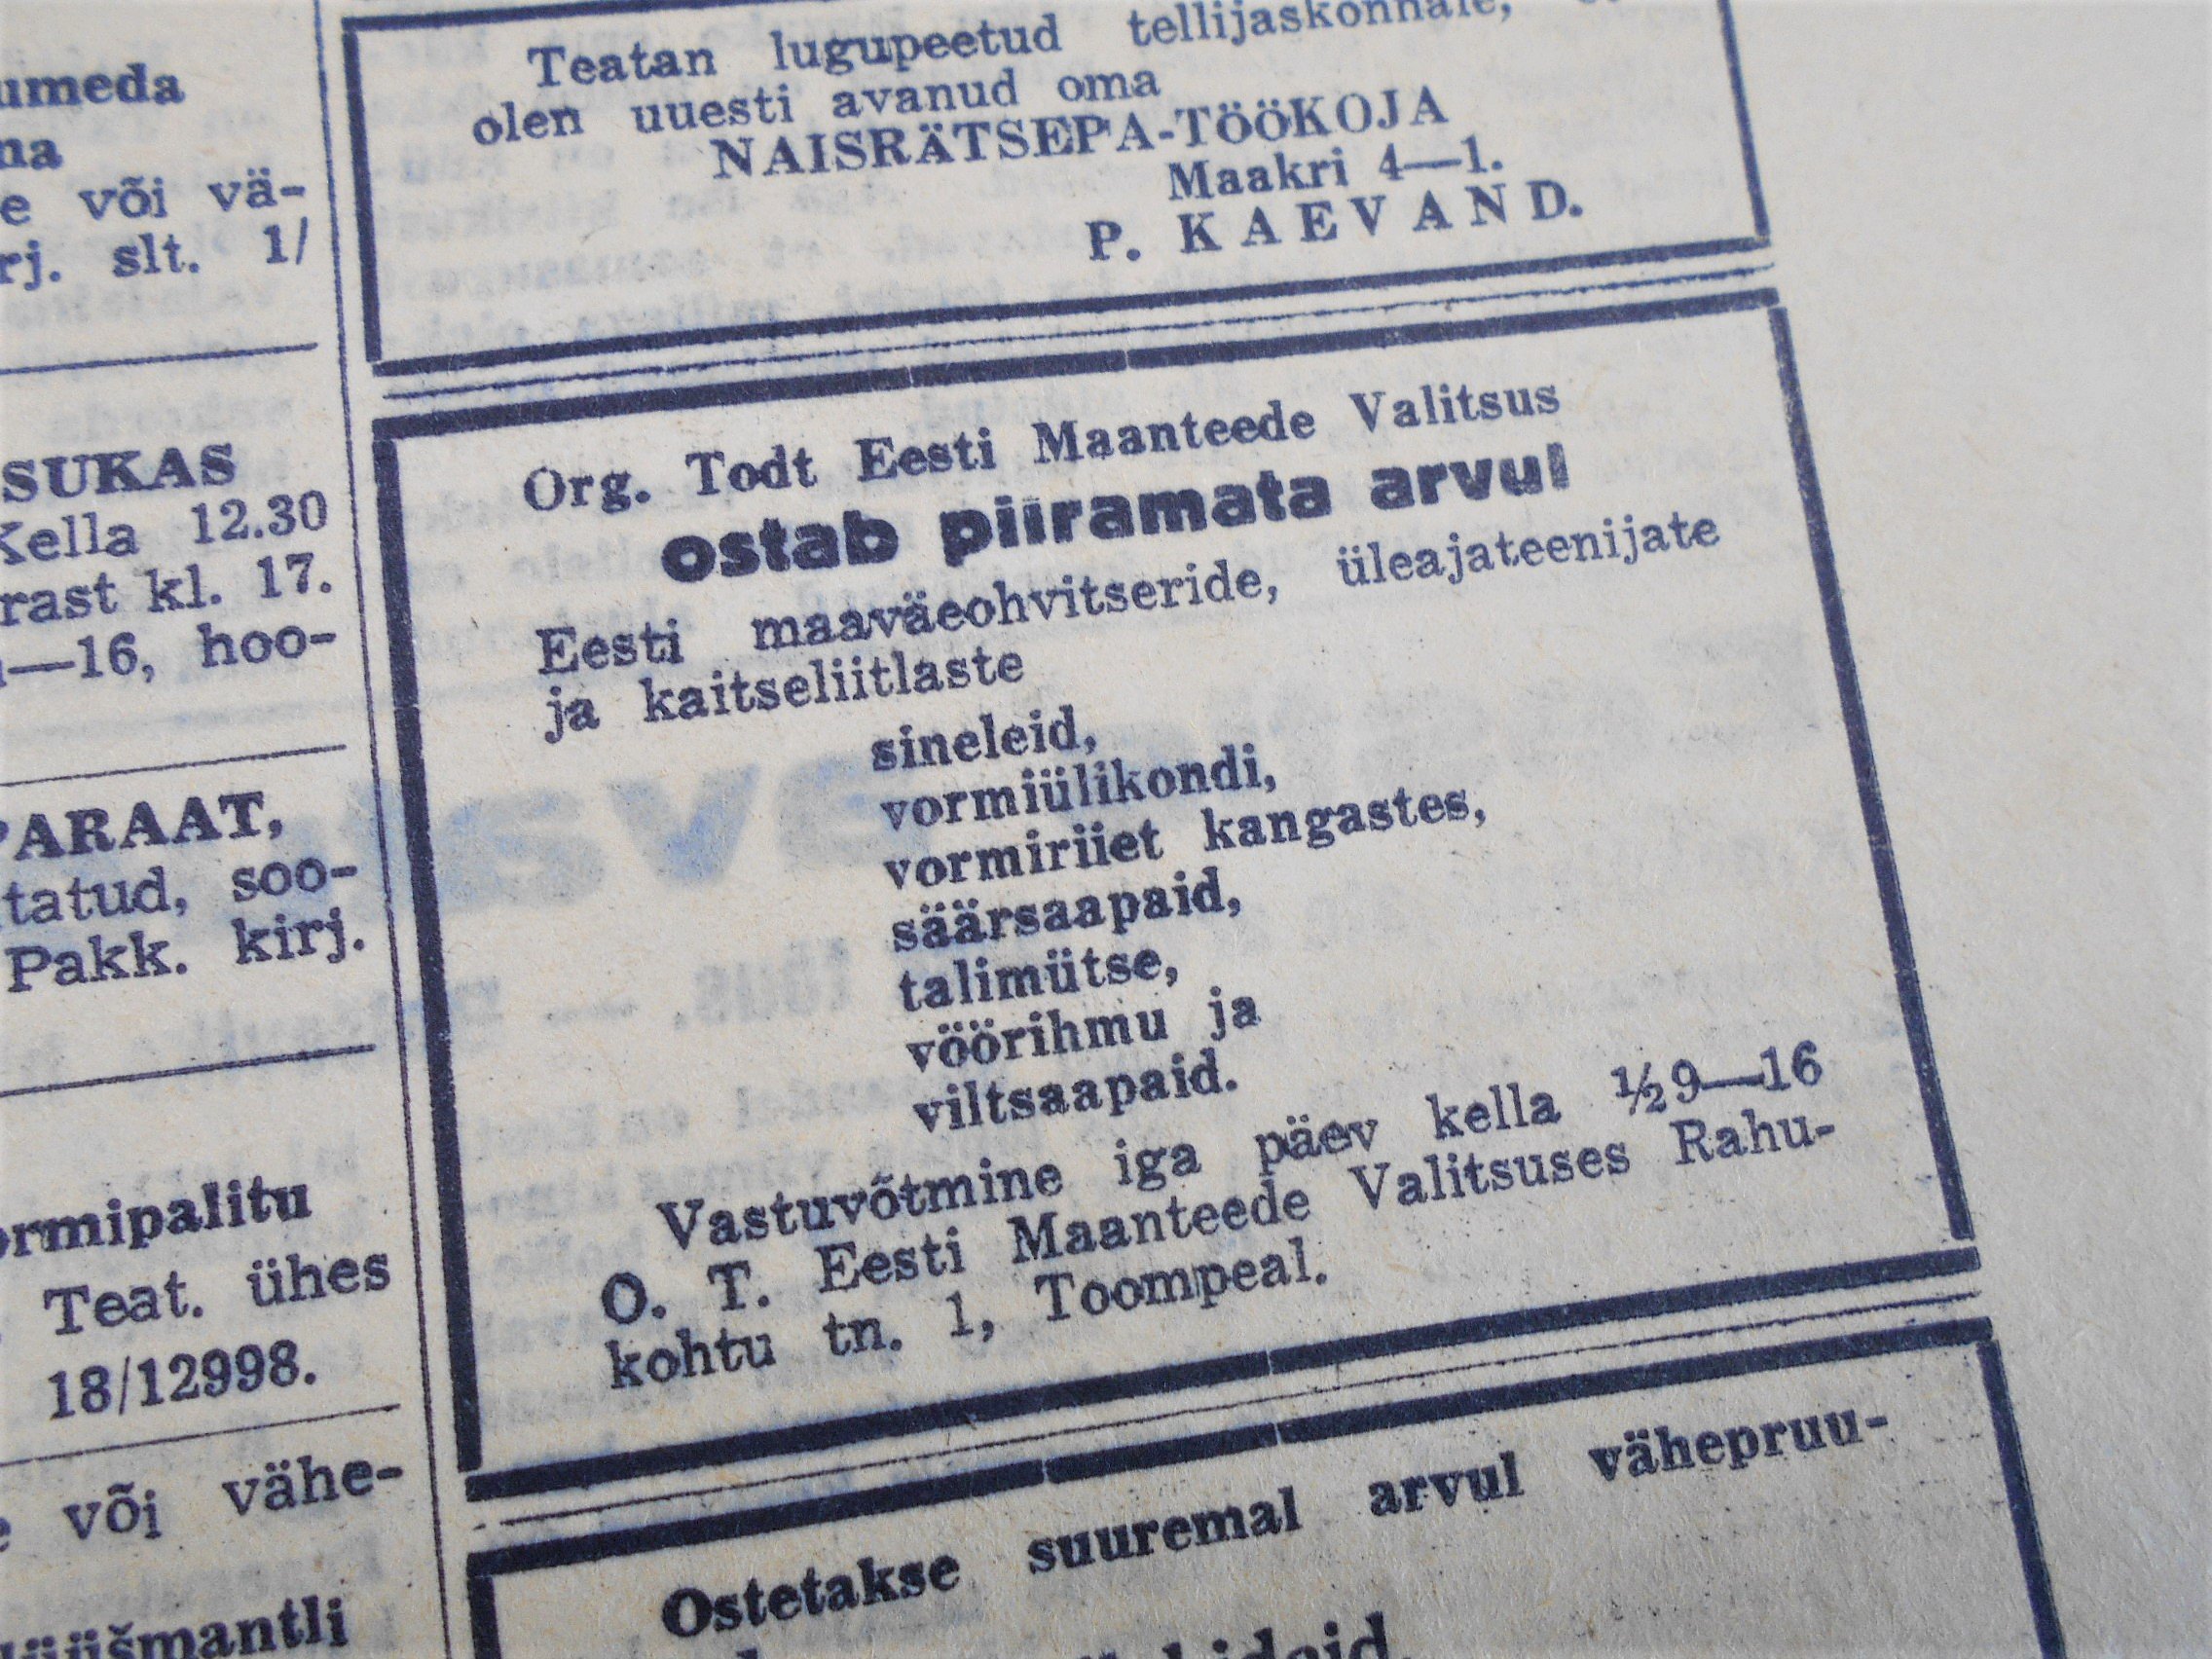 umeda
na
e või vä-
rj. slt. 1/
SUKAS
Kella 12.30
rast kl. 17.
—16, hoo-
PARAAT,
tatud, soo-
Pakk. kirj.
ormipalitu
Teat. ühes
18/12998.
e või vähe-
Teatan lugupeetud tellijaskonnale,
olen uuesti avanud oma
NAISRÄTSEPA-TÖÖKOJA
Maakri 4—1.
P. KAEVAND.
Org. Todt Eesti Maanteede Valitsus
ostab piiramata arvul
Eesti maaväeohvitseride, üleajateenijate
ja kaitseliitlaste
sineleid,
vormiülikondi,
vormiriiet kangastes,
säärsaapaid,
talimütse,
vöörihmu ja
viltsaapaid.
Vastuvõtmine iga päev kella ½9—16
O. T. Eesti Maanteede Valitsuses Rahu-
kohtu tn. 1, Toompeal.
Ostetakse suuremal arvul vähepruu-